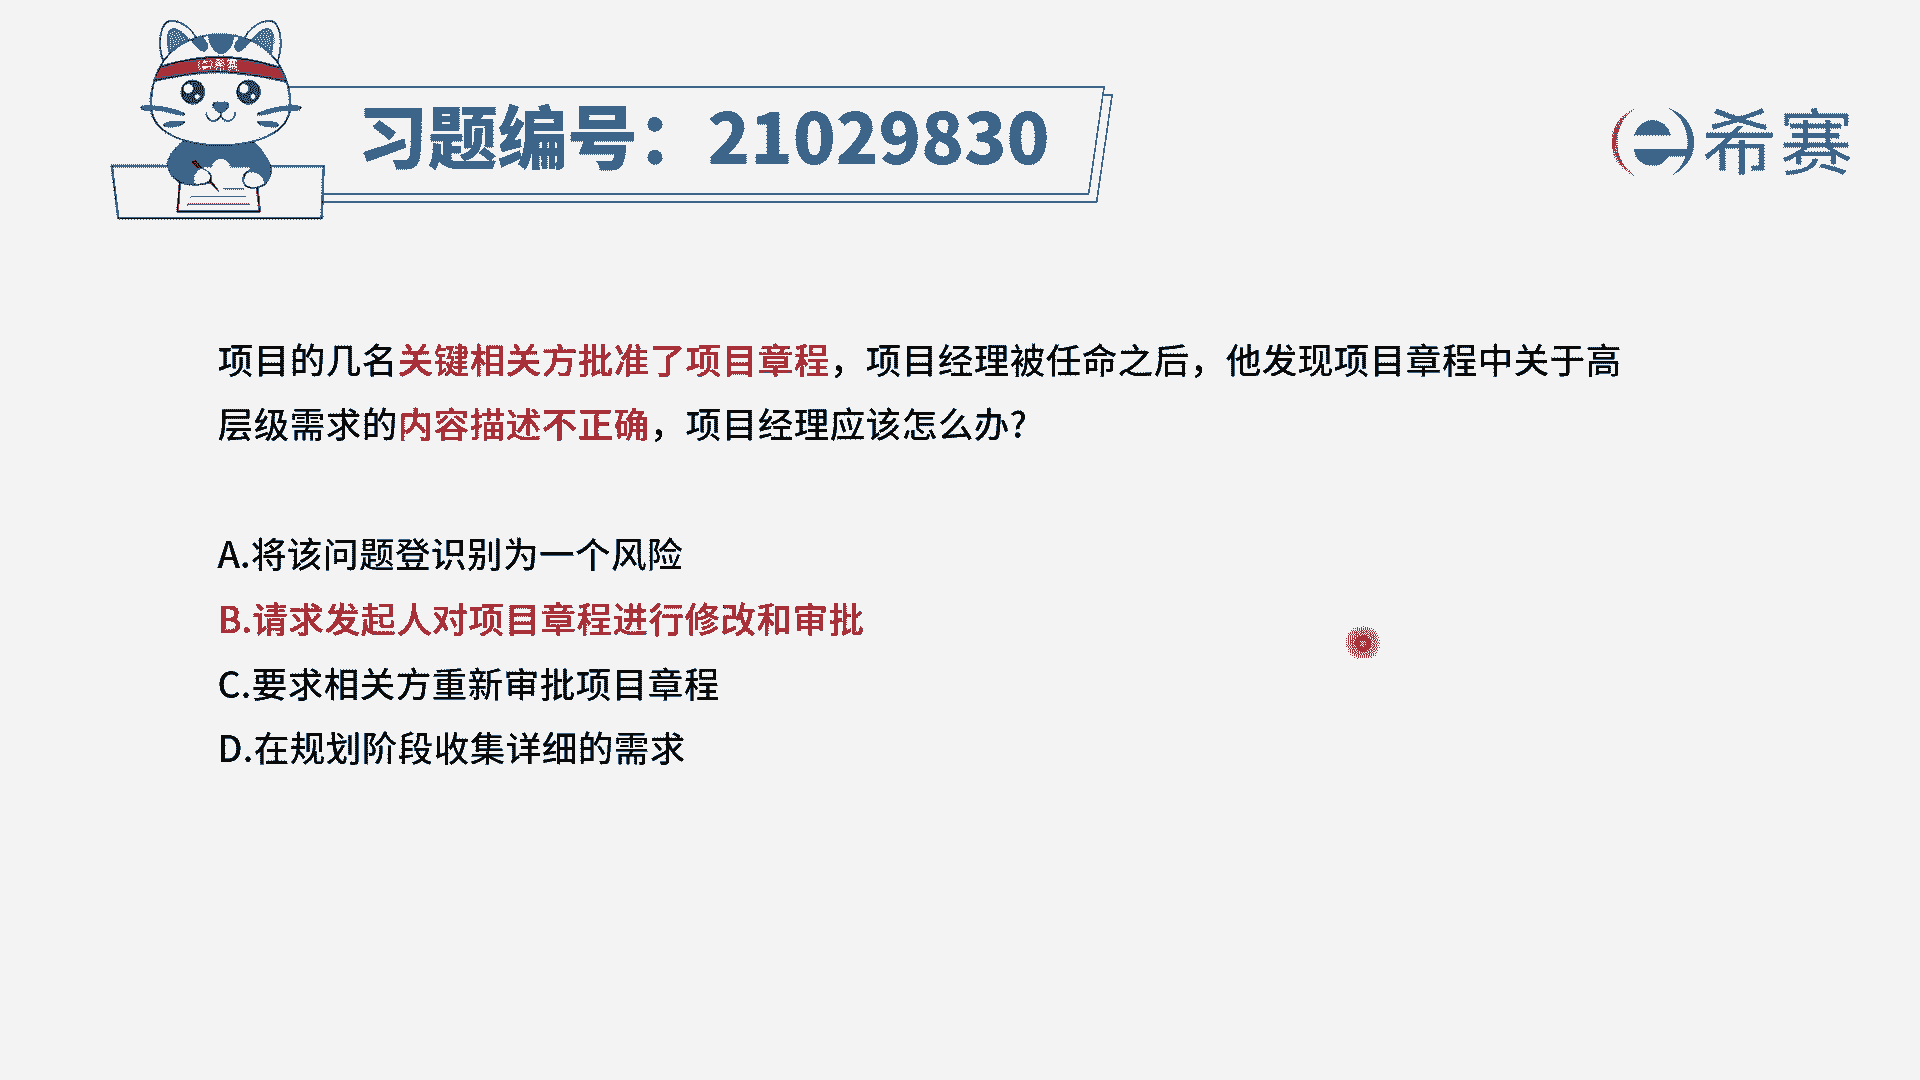 习题编号：21029830
希赛
项目的几名关键相关方批准了项目章程，项目经理被任命之后，他发现项目章程中关于高
层级需求的内容描述不正确，项目经理应该怎么办？
A.将该问题登识别为一个风险
B.请求发起人对项目章程进行修改和审批
C.要求相关方重新审批项目章程
D.在规划阶段收集详细的需求